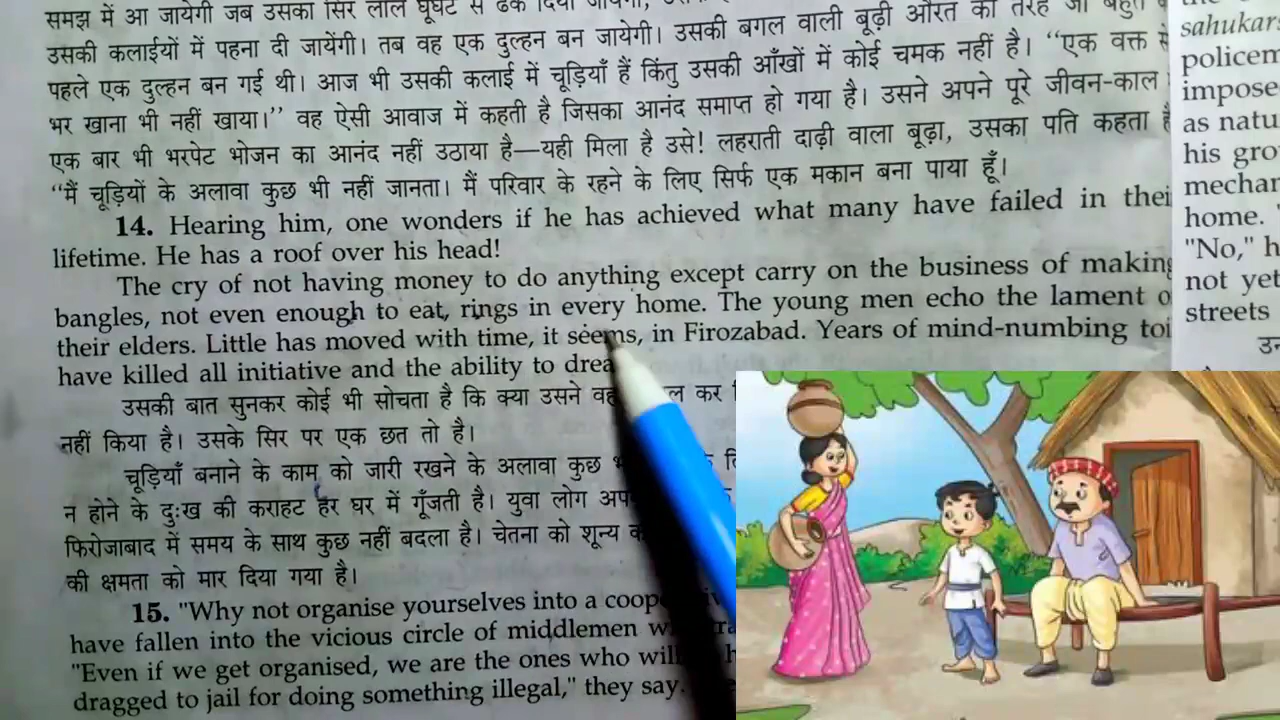 समझ में आ जायेगी जब उसका सिर लाल घूँघट से ढक दिया जायेगा,
उसकी कलाईयों में पहना दी जायेंगी। तब वह एक दुल्हन बन जायेगी। उसकी बगल वाली बूढ़ी औरत की तरह जो बहुत
पहले एक दुल्हन बन गई थी। आज भी उसकी कलाई में चूड़ियाँ हैं किंतु उसकी आँखों में कोई चमक नहीं है। “एक वक्त से
भर खाना भी नहीं खाया।” वह ऐसी आवाज में कहती है जिसका आनंद समाप्त हो गया है। उसने अपने पूरे जीवन-काल
एक बार भी भरपेट भोजन का आनंद नहीं उठाया है—यही मिला है उसे! लहराती दाढ़ी वाला बूढ़ा, उसका पति कहता है
“मैं चूड़ियों के अलावा कुछ भी नहीं जानता। मैं परिवार के रहने के लिए सिर्फ एक मकान बना पाया हूँ।
14. Hearing him, one wonders if he has achieved what many have failed in thei
lifetime. He has a roof over his head!
The cry of not having money to do anything except carry on the business of making
bangles, not even enough to eat, rings in every home. The young men echo the lament o
their elders. Little has moved with time, it seems, in Firozabad. Years of mind-numbing toi
have killed all initiative and the ability to drea
उसकी बात सुनकर कोई भी सोचता है कि क्या उसने वह ल कर
नहीं किया है। उसके सिर पर एक छत तो है।
चूड़ियाँ बनाने के काम को जारी रखने के अलावा कुछ
न होने के दुःख की कराहट हर घर में गूँजती है। युवा लोग अप
फिरोजाबाद में समय के साथ कुछ नहीं बदला है। चेतना को शून्य क
की क्षमता को मार दिया गया है।
15. "Why not organise yourselves into a coop
have fallen into the vicious circle of middlemen w
"Even if we get organised, we are the ones who will
dragged to jail for doing something illegal," they say.
sahukar
policem
impose
as natu
his gro
mechan
home.
"No," h
not yet
streets
उन